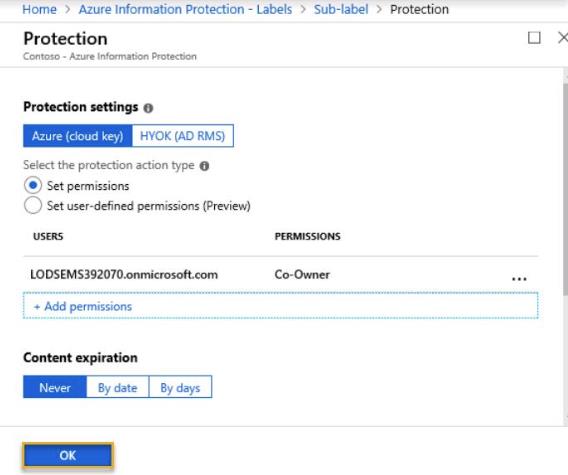 Home > Azure Information Protection - Labels > Sub-label > Protection
Protection
Contoso - Azure Information Protection
Protection settings
Azure (cloud key) HYOK (AD RMS)
Select the protection action type
Set permissions
Set user-defined permissions (Preview)
USERS PERMISSIONS
LODSEMS392070.onmicrosoft.com Co-Owner ...
+ Add permissions
Content expiration
Never By date By days
OK